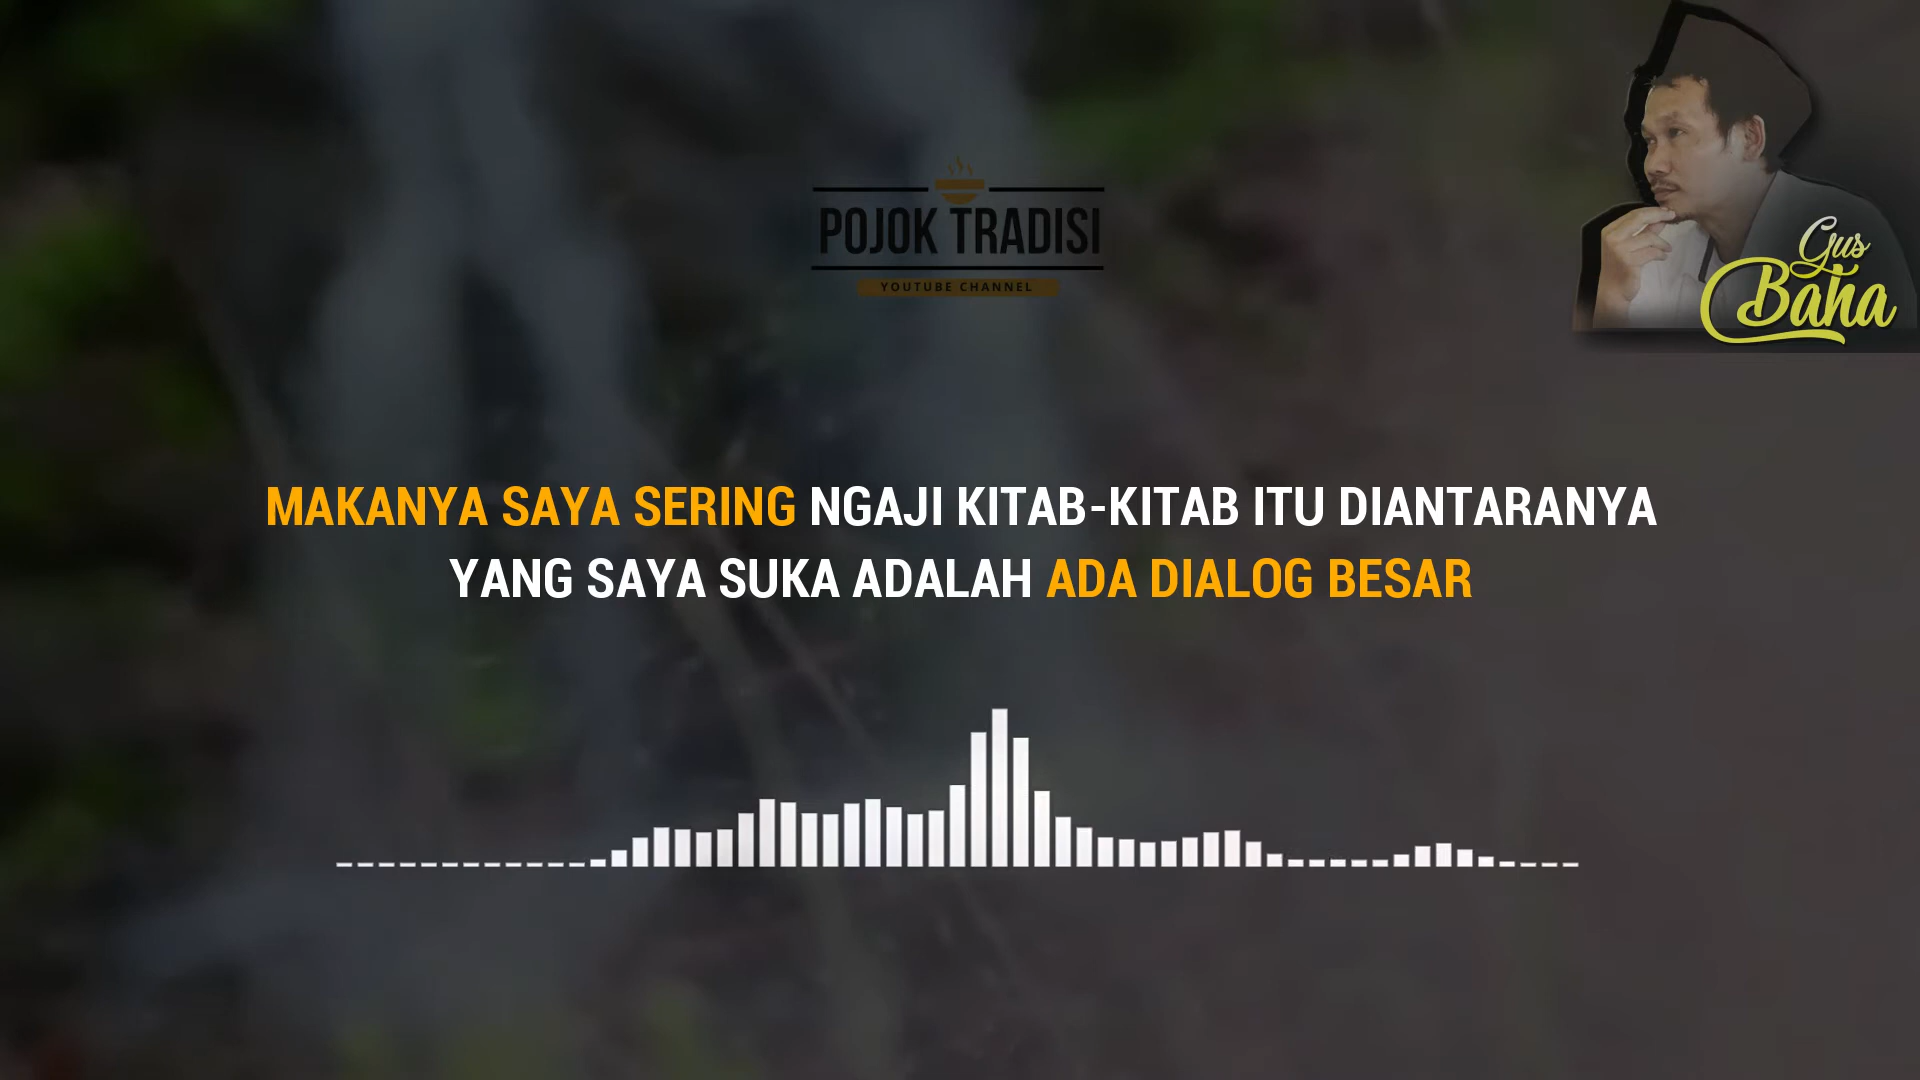 POJOK TRADISI
YOUTUBE CHANNEL
Gus
Baha
MAKANYA SAYA SERING NGAJI KITAB-KITAB ITU DIANTARANYA
YANG SAYA SUKA ADALAH ADA DIALOG BESAR